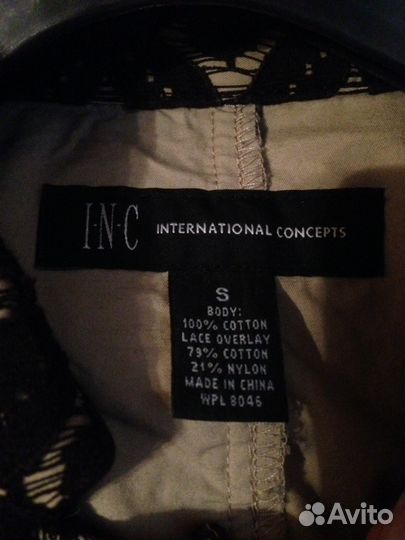 I·N·C INTERNATIONAL CONCEPTS
S
BODY:
100% COTTON
LACE OVERLAY
79% COTTON
21% NYLON
MADE IN CHINA
WPL 8046
Avito